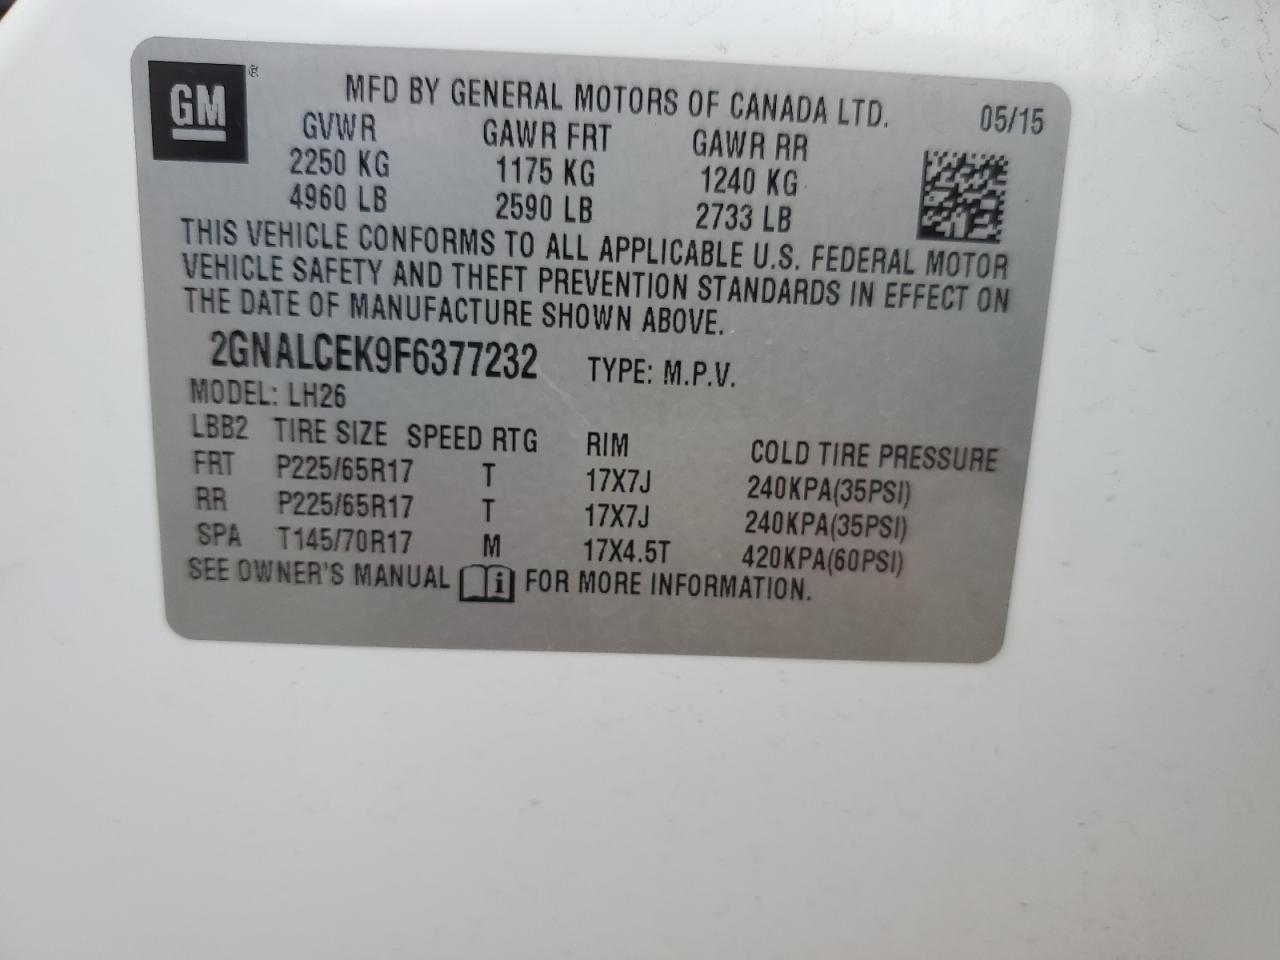 GM ®
MFD BY GENERAL MOTORS OF CANADA LTD. 05/15
GVWR GAWR FRT GAWR RR
2250 KG 1175 KG 1240 KG
4960 LB 2590 LB 2733 LB
THIS VEHICLE CONFORMS TO ALL APPLICABLE U.S. FEDERAL MOTOR
VEHICLE SAFETY AND THEFT PREVENTION STANDARDS IN EFFECT ON
THE DATE OF MANUFACTURE SHOWN ABOVE.
2GNALCEK9F6377232 TYPE: M.P.V.
MODEL: LH26
LBB2 TIRE SIZE SPEED RTG RIM COLD TIRE PRESSURE
FRT P225/65R17 T 17X7J 240KPA(35PSI)
RR P225/65R17 T 17X7J 240KPA(35PSI)
SPA T145/70R17 M 17X4.5T 420KPA(60PSI)
SEE OWNER'S MANUAL i FOR MORE INFORMATION.